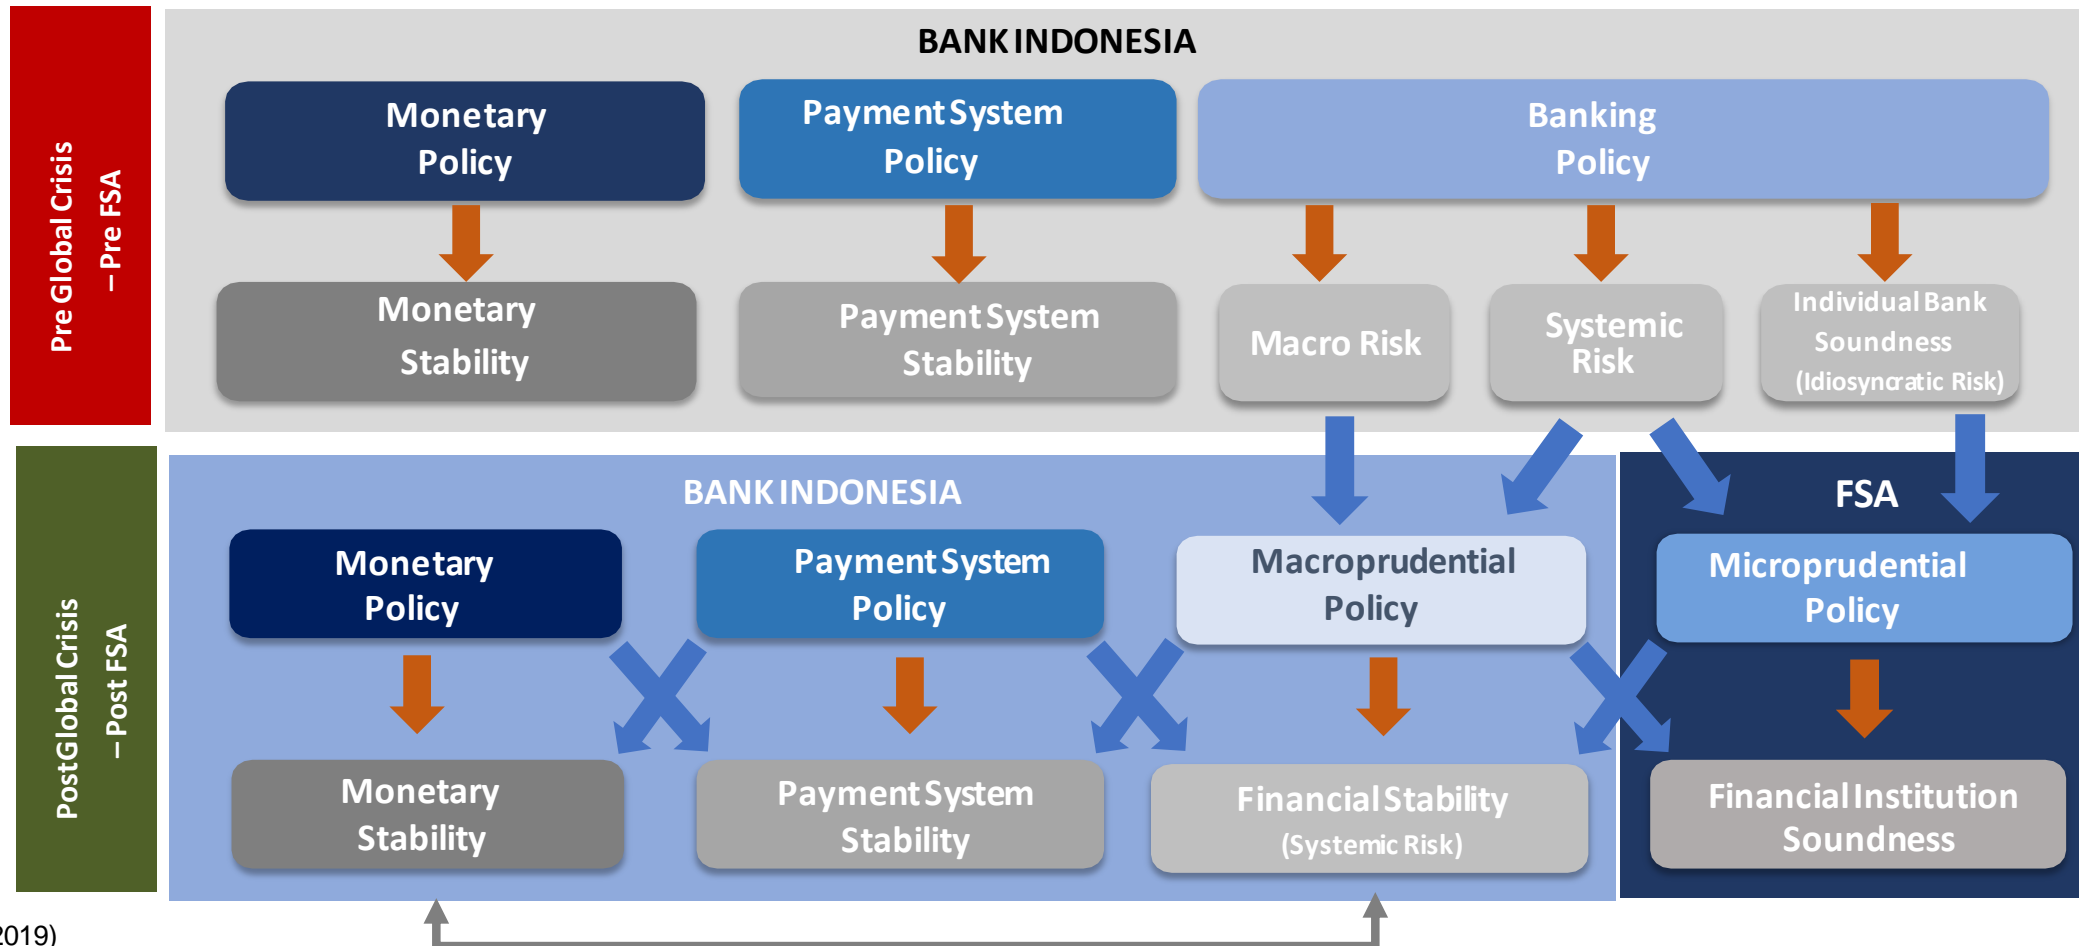 Pre Global Crisis
– Pre FSA
BANK INDONESIA
Monetary
Policy
Payment System
Policy
Banking
Policy
Monetary
Stability
Payment System
Stability
Macro Risk
Systemic
Risk
Individual Bank
Soundness
(Idiosyncratic Risk)
PostGlobal Crisis
– Post FSA
BANK INDONESIA
FSA
Monetary
Policy
Payment System
Policy
Macroprudential
Policy
Microprudential
Policy
Monetary
Stability
Payment System
Stability
Financial Stability
(Systemic Risk)
Financial Institution
Soundness
2019)